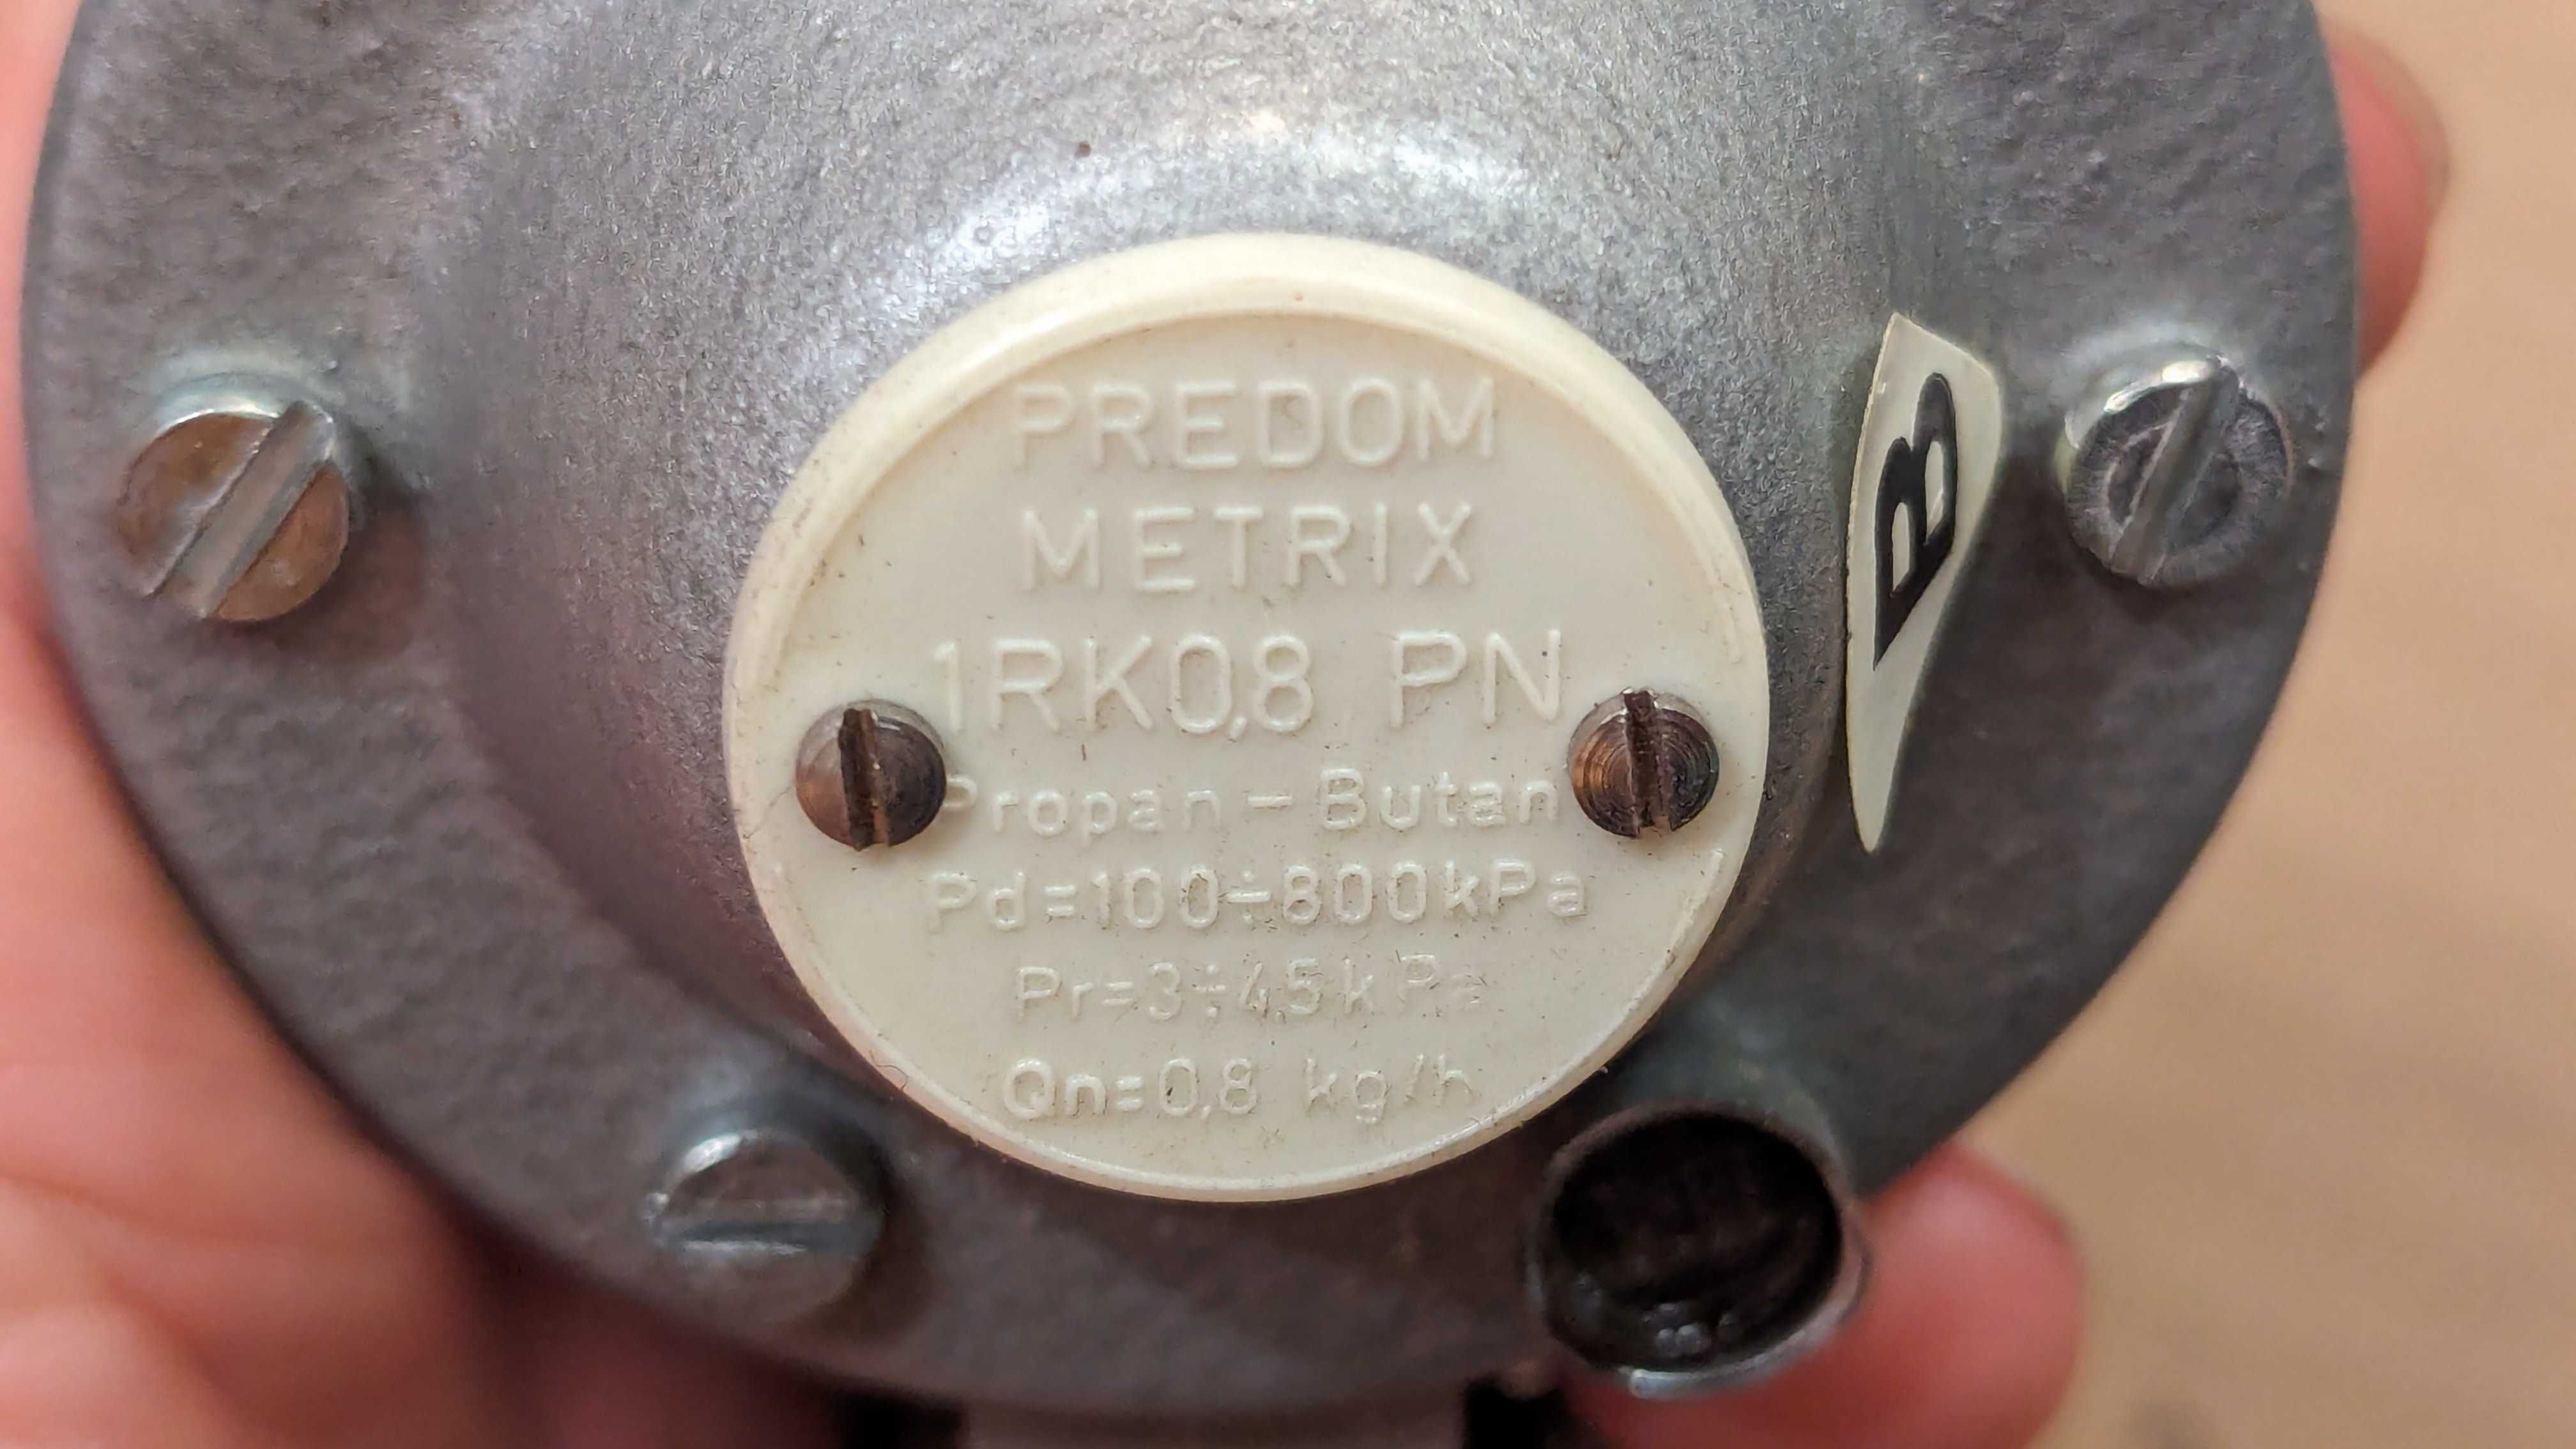 PREDOM
METRIX
1RK0,8 PN
Propan - Butan
Pd=100÷800kPa
Pr=3÷4,5kPa
Qn=0,8 kg/h
B